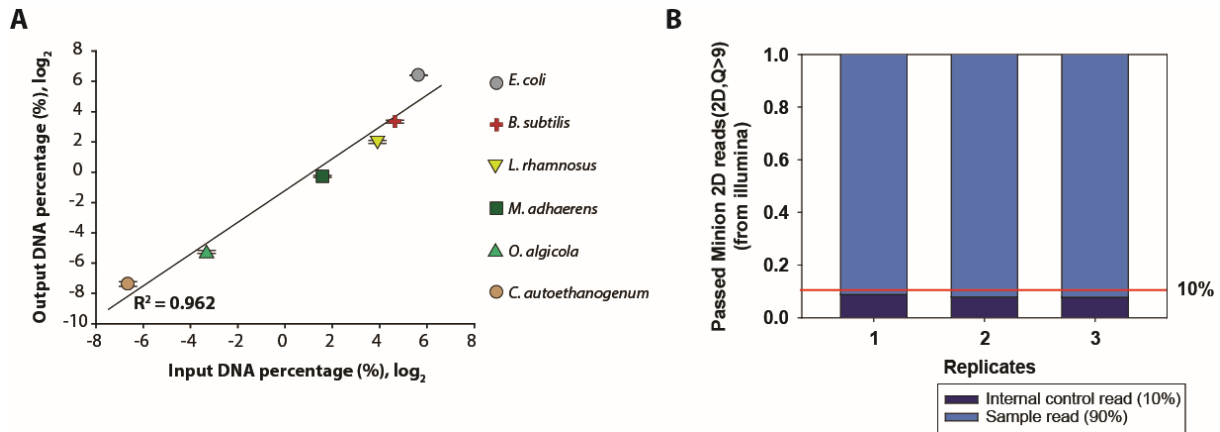 A
Output DNA percentage (%), log2
8
6
4
2
0
-2
-4
-6
-8
-10
R2 = 0.962
-8 -6 -4 -2 0 2 4 6 8
Input DNA percentage (%), log2
E. coli
B. subtilis
L. rhamnosus
M. adhaerens
O. algicola
C. autoethanogenum
B
Passed Minion 2D reads(2D,Q>9)
(from illumina)
1.0
0.8
0.6
0.4
0.2
0.0
10%
1 2 3
Replicates
Internal control read (10%)
Sample read (90%)